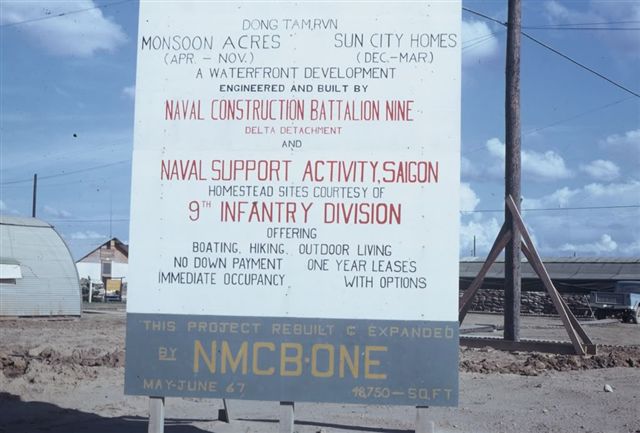 DONG TAM, RVN
MONSOON ACRES SUN CITY HOMES
(APR. - NOV.) (DEC.-MAR.)
A WATERFRONT DEVELOPMENT
ENGINEERED AND BUILT BY
NAVAL CONSTRUCTION BATTALION NINE
DELTA DETACHMENT
AND
NAVAL SUPPORT ACTIVITY, SAIGON
HOMESTEAD SITES COURTESY OF
9TH INFANTRY DIVISION
OFFERING
BOATING, HIKING, OUTDOOR LIVING
NO DOWN PAYMENT ONE YEAR LEASES
IMMEDIATE OCCUPANCY WITH OPTIONS
THIS PROJECT REBUILT & EXPANDED
BY NMCB-ONE
MAY-JUNE 67 48,750-SQ.FT